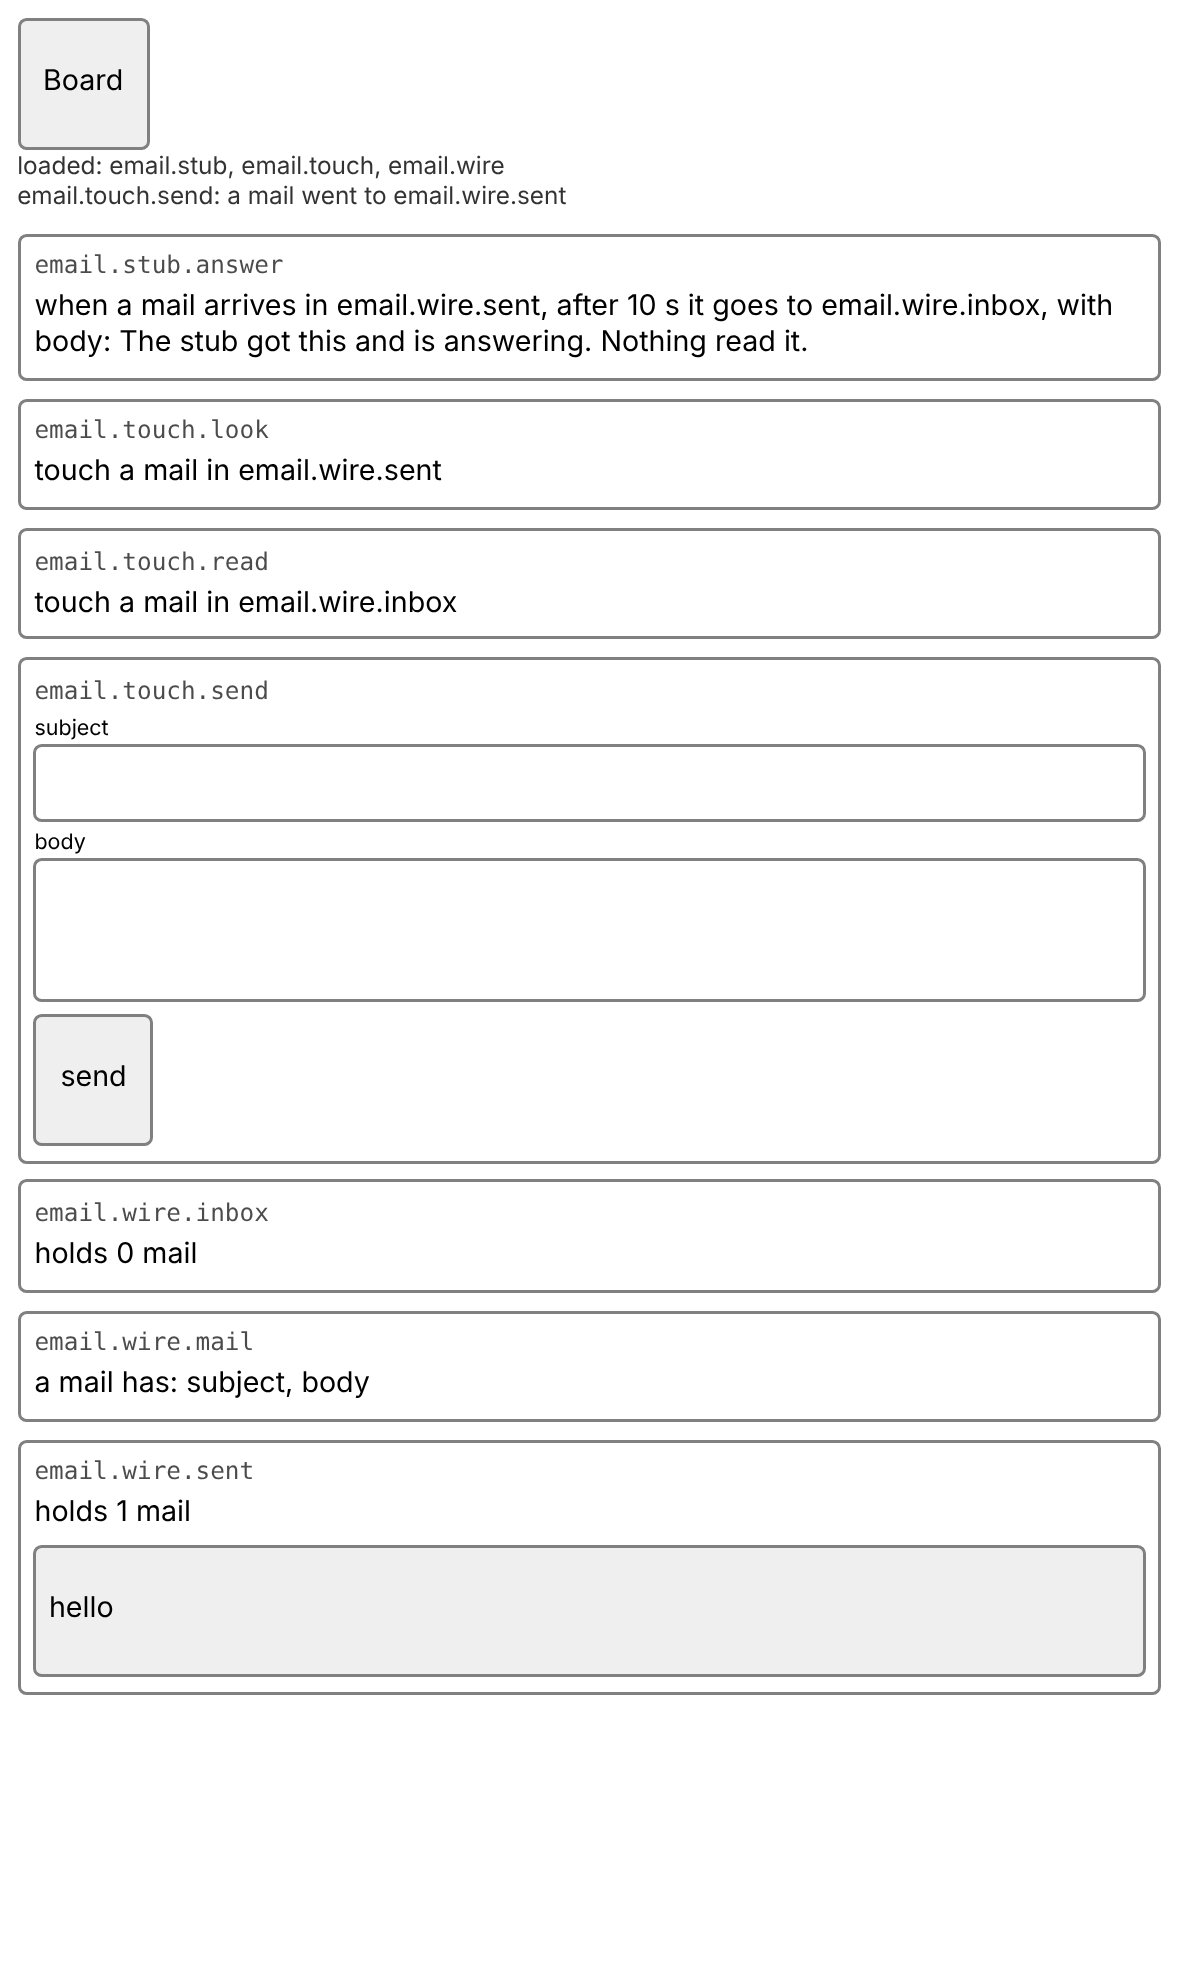 Board
loaded: email.stub, email.touch, email.wire
email.touch.send: a mail went to email.wire.sent
email.stub.answer
when a mail arrives in email.wire.sent, after 10 s it goes to email.wire.inbox, with
body: The stub got this and is answering. Nothing read it.
email.touch.look
touch a mail in email.wire.sent
email.touch.read
touch a mail in email.wire.inbox
email.touch.send
subject
body
send
email.wire.inbox
holds 0 mail
email.wire.mail
a mail has: subject, body
email.wire.sent
holds 1 mail
hello